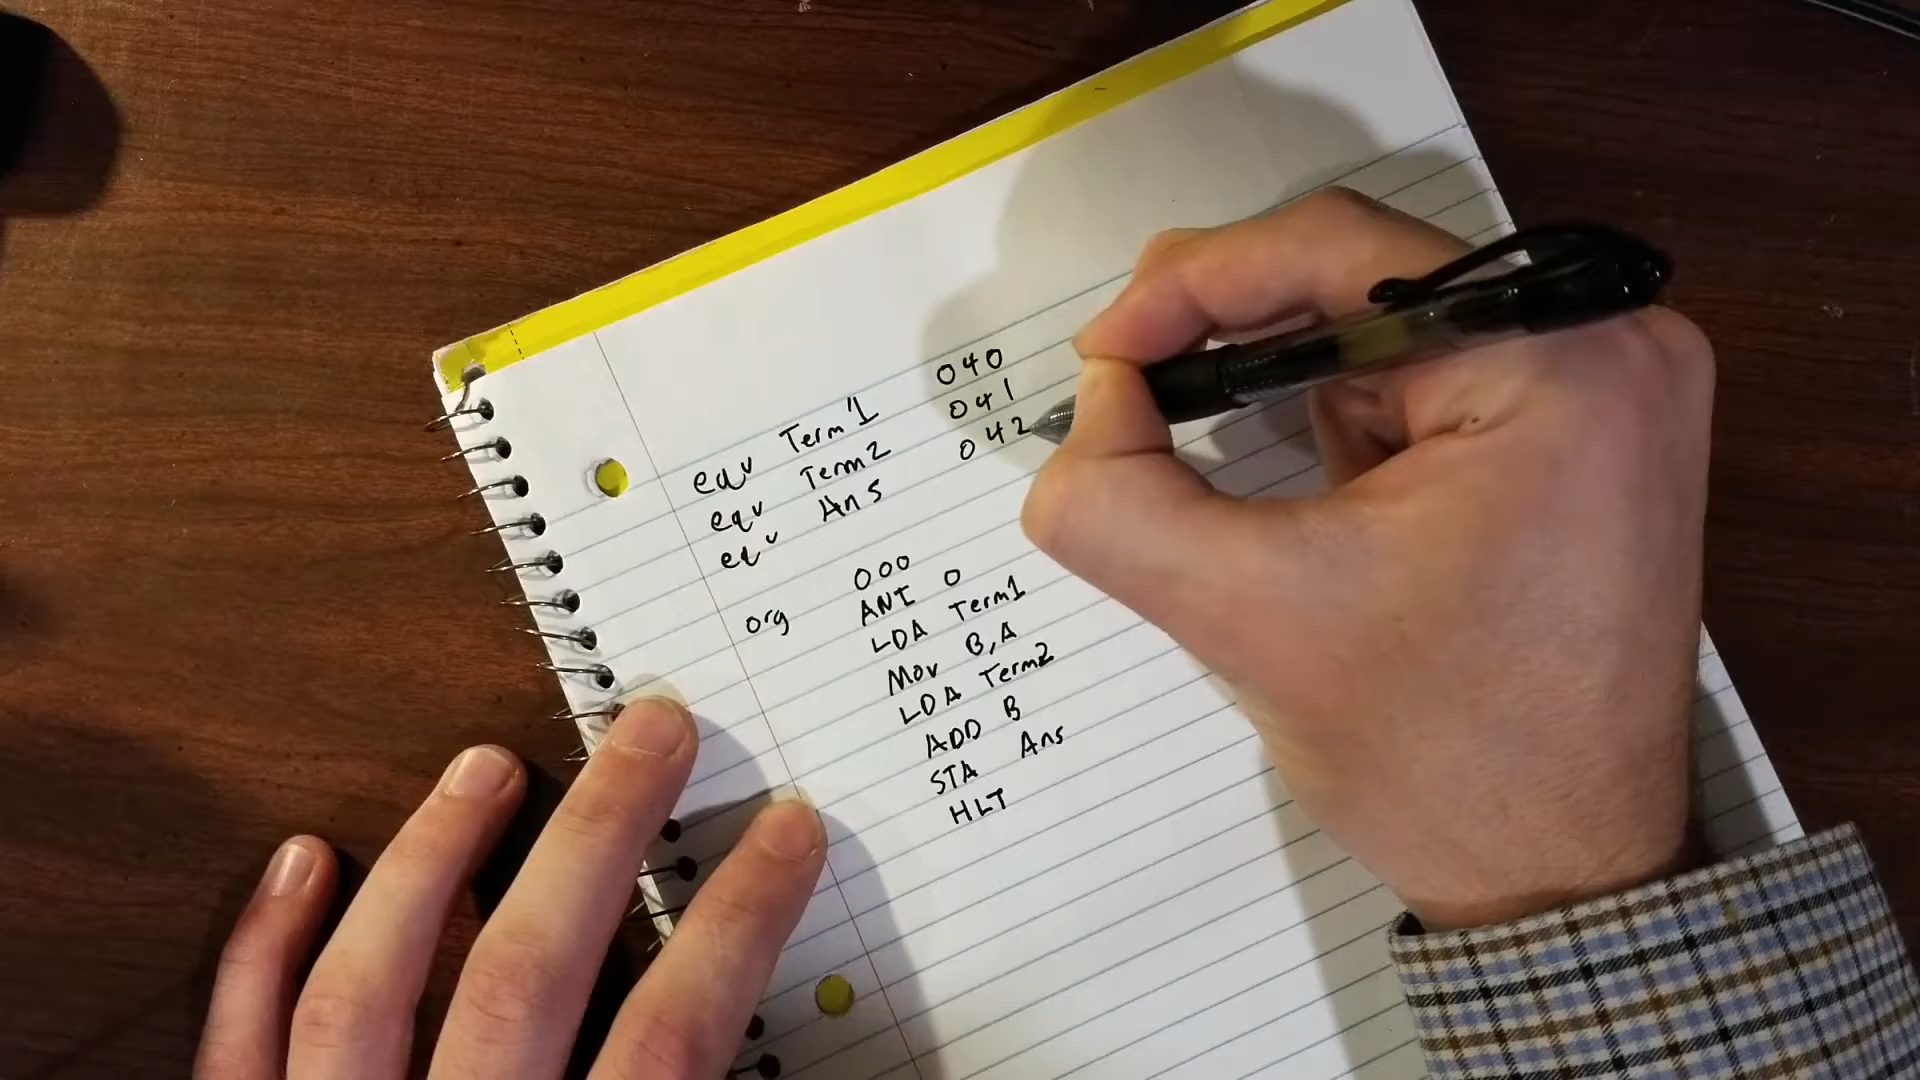 equ Term1 040
equ Term2 041
equ Ans 042
org 000
ANI 0
LDA Term1
Mov B,A
LDA Term2
ADD B
STA Ans
HLT